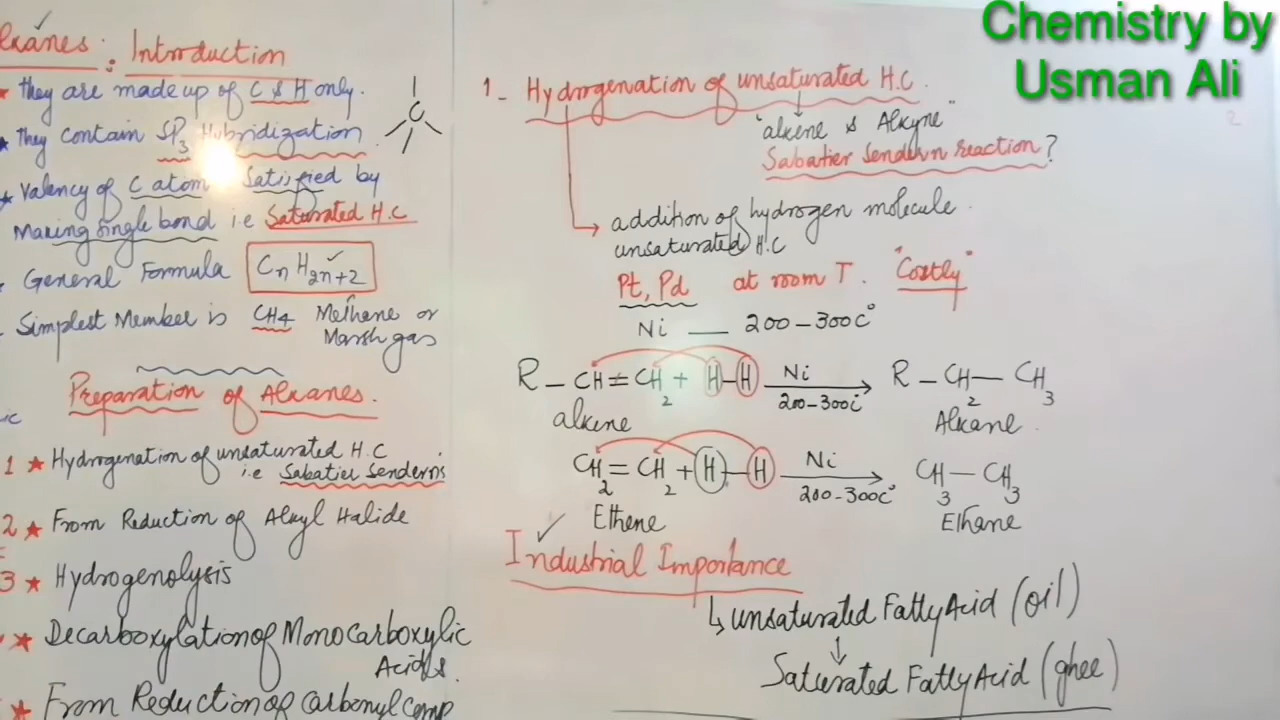 Chemistry by
Usman Ali
Alkanes : Introduction
★ They are made up of C & H only.
★ They contain SP3 Hybridization
C
★ Valency of C atom Satisfied by
Making single bond i.e Saturated H.C
General Formula CnH2n+2
Simplest Member is CH4 Methane or
Marsh gas
Preparation of Alkanes.
ic
1 ★ Hydrogenation of unsaturated H.C
i.e Sabatier Sendern's
2 ★ From Reduction of Alkyl Halide
3 ★ Hydrogenolysis
★ Decarboxylation of Monocarboxylic
Acids.
★ From Reduction of Carbonyl Comp
1- Hydrogenation of unsaturated H.C.
"alkene & Alkyne"
Sabatier Sendern reaction?
2
addition of hydrogen molecule.
unsaturated H.C
Pt, Pd at room T. "Costly"
Ni — 200-300C°
R-CH=CH2 + H-H Ni 200-300C° R-CH2-CH3
alkene Alkane.
CH2=CH2 + H-H Ni 200-300C° CH3-CH3
Ethene Ethane
Industrial Importance
↳ unsaturated Fatty Acid (oil)
↓
Saturated Fatty Acid (ghee)